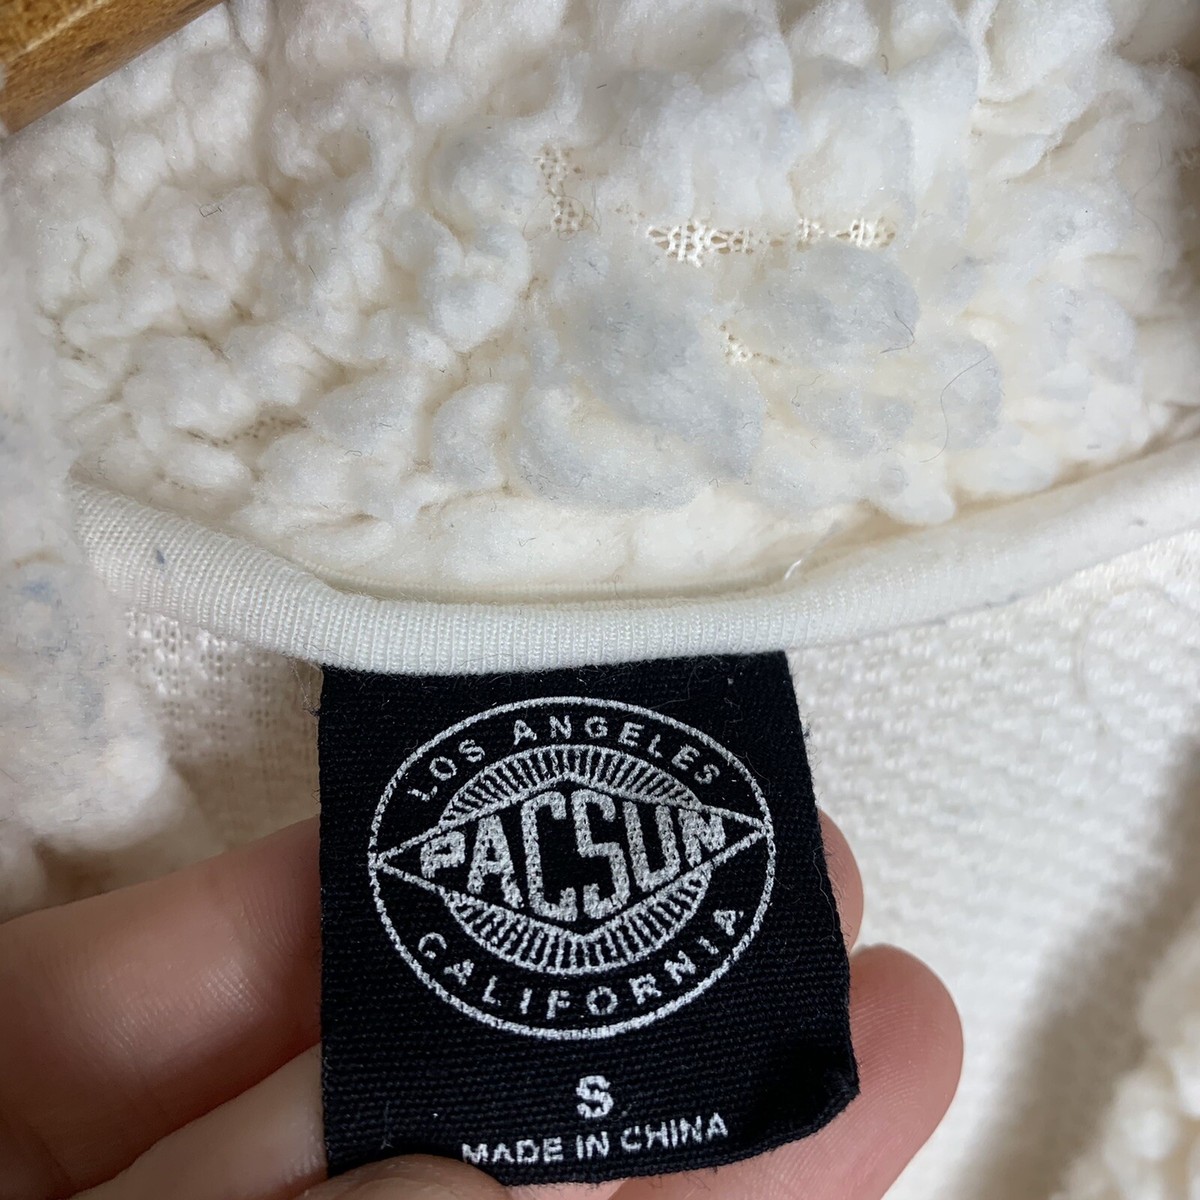 LOS ANGELES
PACSUN
CALIFORNIA
S
MADE IN CHINA